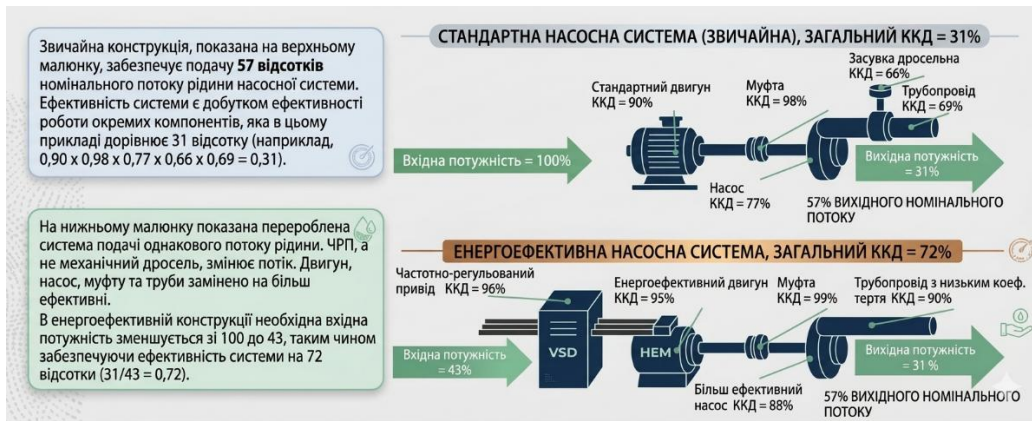 Звичайна конструкція, показана на верхньому
малюнку, забезпечує подачу 57 відсотків
номінального потоку рідини насосної системи.
Ефективність системи є добутком ефективності
роботи окремих компонентів, яка в цьому
прикладі дорівнює 31 відсотку (наприклад,
0,90 x 0,98 x 0,77 x 0,66 x 0,69 = 0,31).
СТАНДАРТНА НАСОСНА СИСТЕМА (ЗВИЧАЙНА), ЗАГАЛЬНИЙ ККД = 31%
Стандартний двигун
ККД = 90%
Муфта
ККД = 98%
Засувка дросельна
ККД = 66%
Трубопровід
ККД = 69%
Вхідна потужність = 100%
Насос
ККД = 77%
Вихідна потужність
= 31%
57% ВИХІДНОГО НОМІНАЛЬНОГО
ПОТОКУ
На нижньому малюнку показана перероблена
система подачі однакового потоку рідини. ЧРП, а
не механічний дросель, змінює потік. Двигун,
насос, муфту та труби замінено на більш
ефективні.
В енергоефективній конструкції необхідна вхідна
потужність зменшується зі 100 до 43, таким чином
забезпечуючи ефективність системи на 72
відсотки (31/43 = 0,72).
ЕНЕРГОЕФЕКТИВНА НАСОСНА СИСТЕМА, ЗАГАЛЬНИЙ ККД = 72%
Частотно-регульований
привід ККД = 96%
Енергоефективний двигун
ККД = 95%
Муфта
ККД = 99%
Трубопровід з низьким коеф.
тертя ККД = 90%
Вхідна потужність
= 43%
VSD
HEM
Більш ефективний
насос ККД = 88%
Вихідна потужність
= 31 %
57% ВИХІДНОГО НОМІНАЛЬНОГО
ПОТОКУ